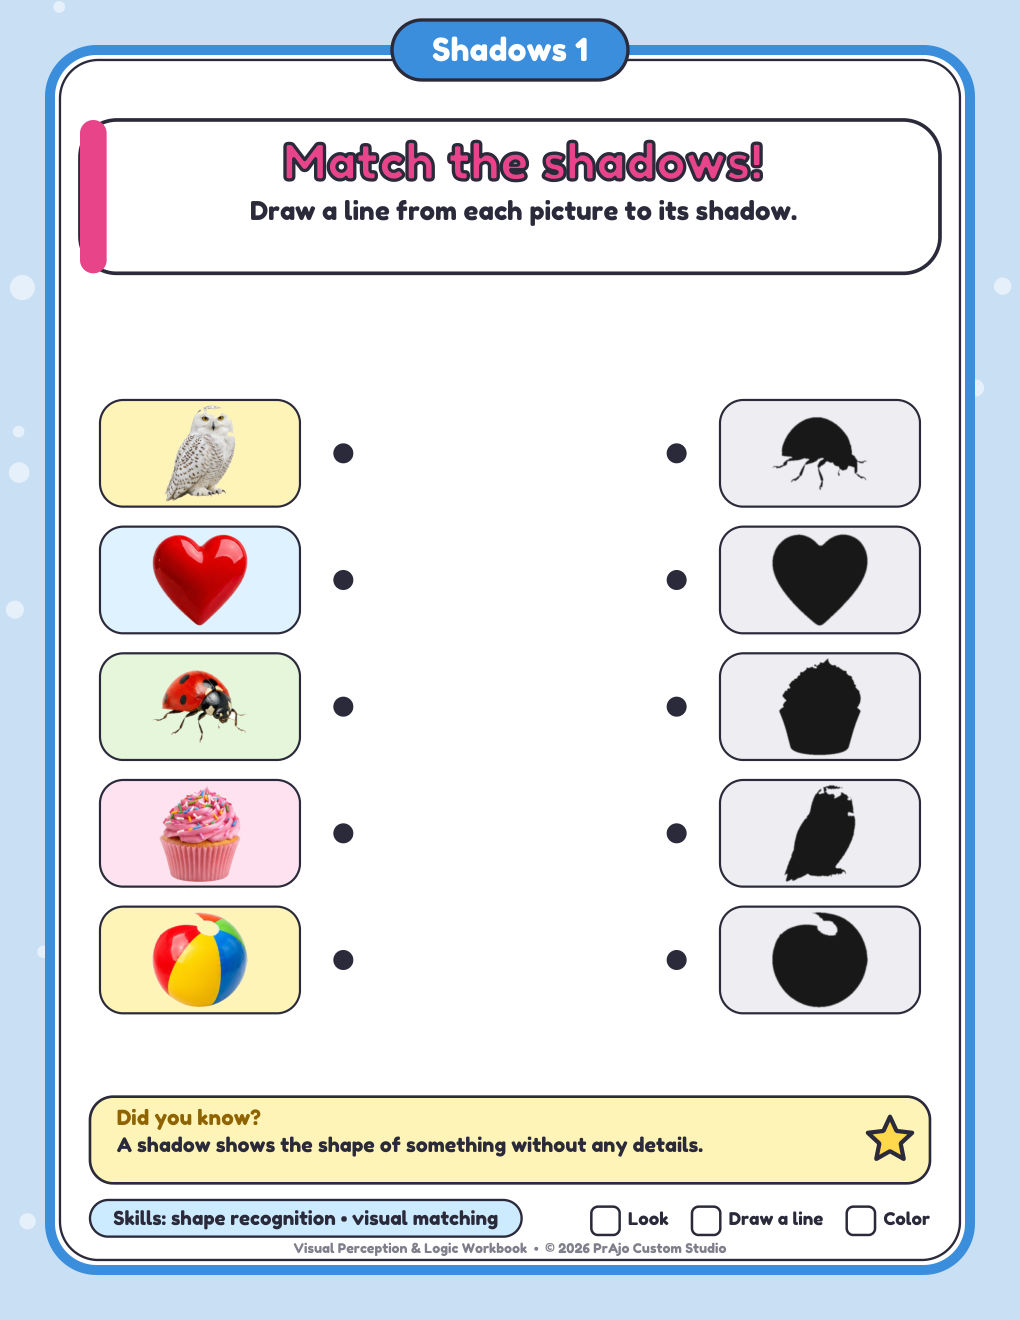 Shadows 1
Match the shadows!
Draw a line from each picture to its shadow.
Did you know?
A shadow shows the shape of something without any details.
Skills: shape recognition • visual matching
Look
Draw a line
Color
Visual Perception & Logic Workbook • © 2026 PrAjo Custom Studio